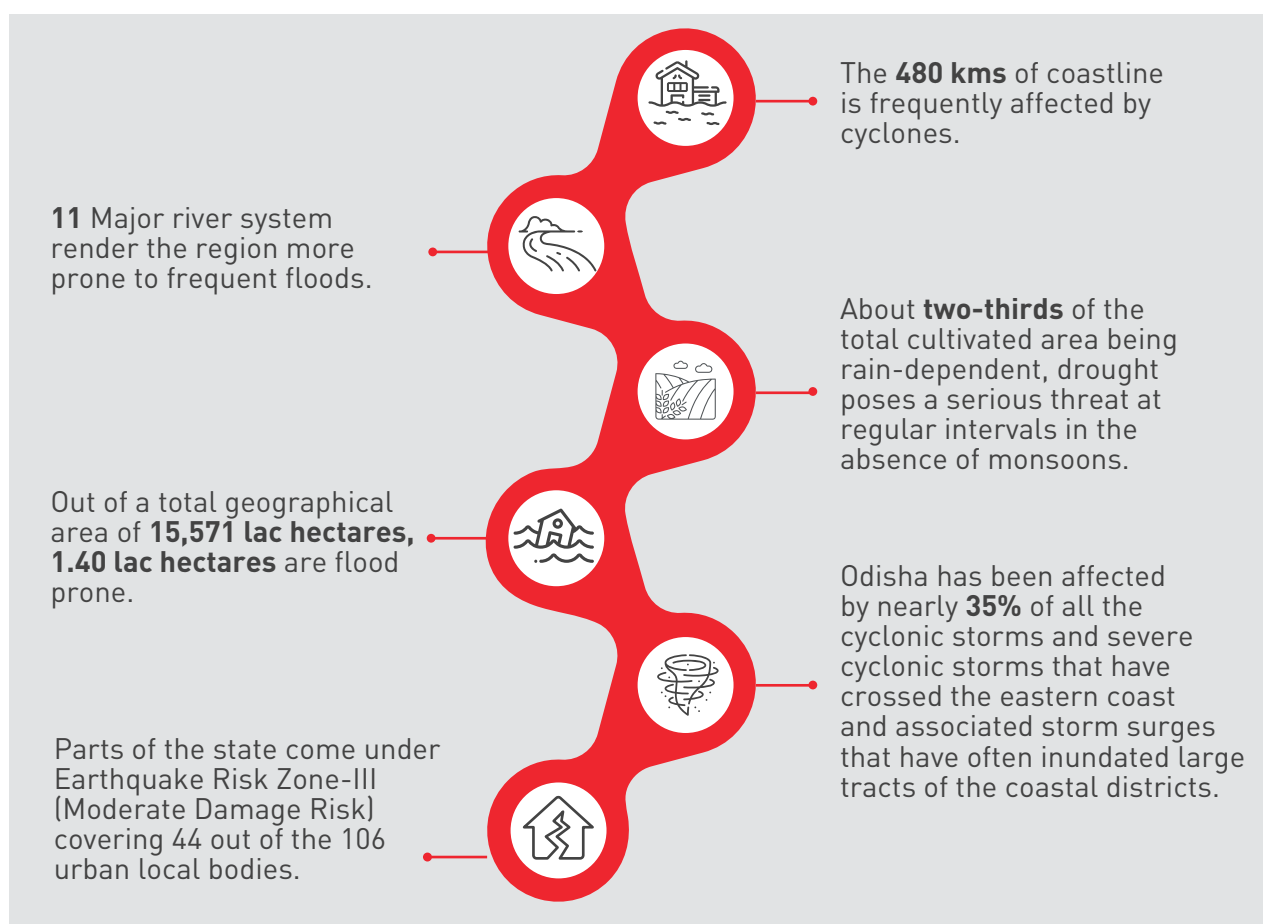 The 480 kms of coastline
is frequently affected by
cyclones.
11 Major river system
render the region more
prone to frequent floods.
About two-thirds of the
total cultivated area being
rain-dependent, drought
poses a serious threat at
regular intervals in the
absence of monsoons.
Out of a total geographical
area of 15,571 lac hectares,
1.40 lac hectares are flood
prone.
Odisha has been affected
by nearly 35% of all the
cyclonic storms and severe
cyclonic storms that have
crossed the eastern coast
and associated storm surges
that have often inundated large
tracts of the coastal districts.
Parts of the state come under
Earthquake Risk Zone-III
(Moderate Damage Risk)
covering 44 out of the 106
urban local bodies.